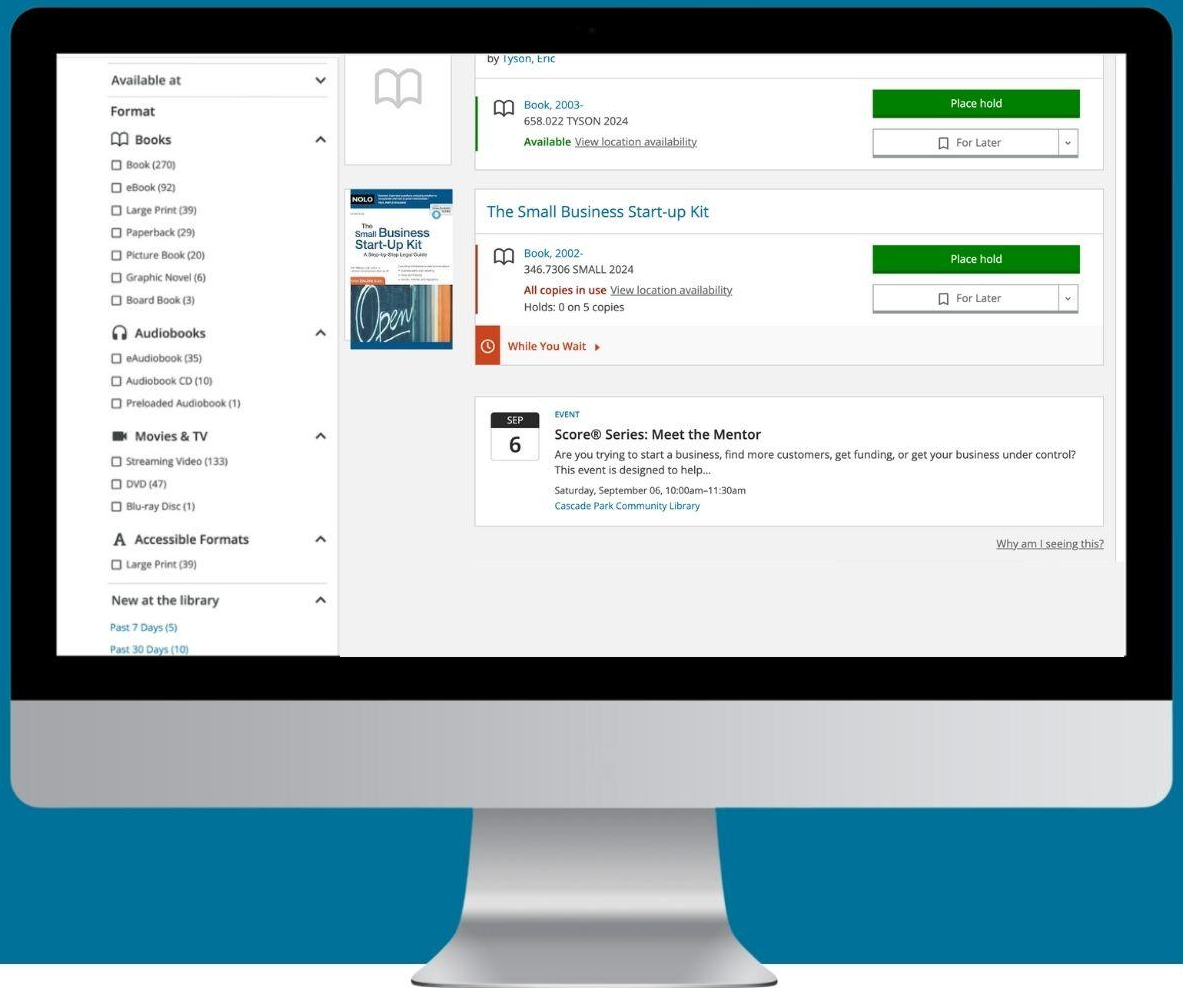 Available at
Format
Books
Book (270)
eBook (92)
Large Print (39)
Paperback (29)
Picture Book (20)
Graphic Novel (6)
Board Book (3)
Audiobooks
eAudiobook (35)
Audiobook CD (10)
Preloaded Audiobook (1)
Movies & TV
Streaming Video (133)
DVD (47)
Blu-ray Disc (1)
A Accessible Formats
Large Print (39)
New at the library
Past 7 Days (5)
Past 30 Days (10)
by Tyson, Eric
Book, 2003-
658.022 TYSON 2024
Available View location availability
Place hold
For Later
NOLO
The
Small Business
Start-Up Kit
A Step-by-Step Legal Guide
Open
The Small Business Start-up Kit
Book, 2002-
346.7306 SMALL 2024
All copies in use View location availability
Holds: 0 on 5 copies
Place hold
For Later
While You Wait
SEP
6
EVENT
Score® Series: Meet the Mentor
Are you trying to start a business, find more customers, get funding, or get your business under control?
This event is designed to help...
Saturday, September 06, 10:00am–11:30am
Cascade Park Community Library
Why am I seeing this?